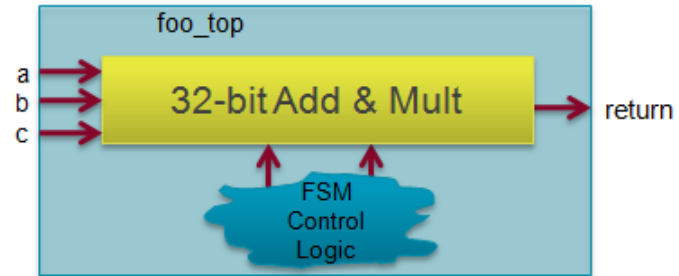 foo_top
a
b
c
32-bit Add & Mult
return
FSM
Control
Logic